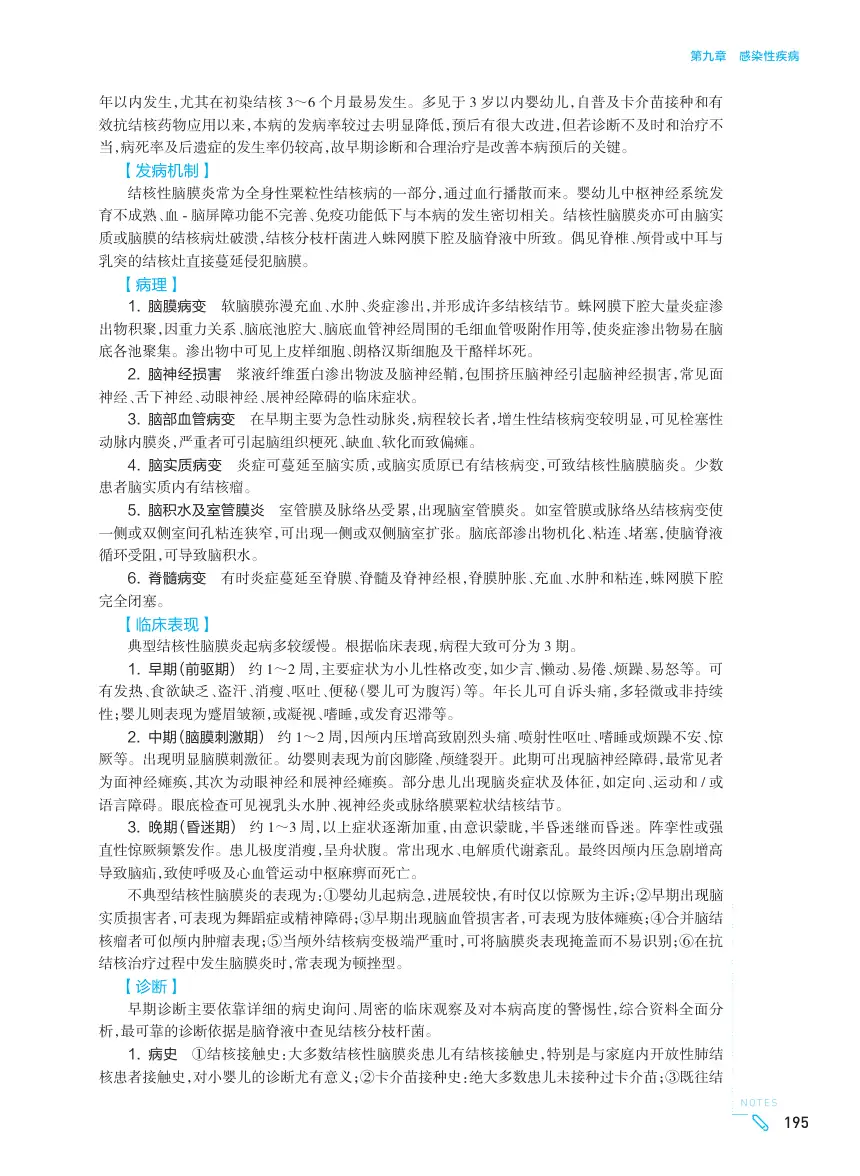 第九章 感染性疾病
年以内发生,尤其在初染结核 3~6 个月最易发生。多见于 3 岁以内婴幼儿,自普及卡介苗接种和有
效抗结核药物应用以来,本病的发病率较过去明显降低,预后有很大改进,但若诊断不及时和治疗不
当,病死率及后遗症的发生率仍较高,故早期诊断和合理治疗是改善本病预后的关键。
【发病机制】
结核性脑膜炎常为全身性粟粒性结核病的一部分,通过血行播散而来。婴幼儿中枢神经系统发
育不成熟、血 - 脑屏障功能不完善、免疫功能低下与本病的发生密切相关。结核性脑膜炎亦可由脑实
质或脑膜的结核病灶破溃,结核分枝杆菌进入蛛网膜下腔及脑脊液中所致。偶见脊椎、颅骨或中耳与
乳突的结核灶直接蔓延侵犯脑膜。
【病理】
1. 脑膜病变 软脑膜弥漫充血、水肿、炎症渗出,并形成许多结核结节。蛛网膜下腔大量炎症渗
出物积聚,因重力关系、脑底池腔大、脑底血管神经周围的毛细血管吸附作用等,使炎症渗出物易在脑
底各池聚集。渗出物中可见上皮样细胞、朗格汉斯细胞及干酪样坏死。
2. 脑神经损害 浆液纤维蛋白渗出物波及脑神经鞘,包围挤压脑神经引起脑神经损害,常见面
神经、舌下神经、动眼神经、展神经障碍的临床症状。
3. 脑部血管病变 在早期主要为急性动脉炎,病程较长者,增生性结核病变较明显,可见栓塞性
动脉内膜炎,严重者可引起脑组织梗死、缺血、软化而致偏瘫。
4. 脑实质病变 炎症可蔓延至脑实质,或脑实质原已有结核病变,可致结核性脑膜脑炎。少数
患者脑实质内有结核瘤。
5. 脑积水及室管膜炎 室管膜及脉络丛受累,出现脑室管膜炎。如室管膜或脉络丛结核病变使
一侧或双侧室间孔粘连狭窄,可出现一侧或双侧脑室扩张。脑底部渗出物机化、粘连、堵塞,使脑脊液
循环受阻,可导致脑积水。
6. 脊髓病变 有时炎症蔓延至脊膜、脊髓及脊神经根,脊膜肿胀、充血、水肿和粘连,蛛网膜下腔
完全闭塞。
【临床表现】
典型结核性脑膜炎起病多较缓慢。根据临床表现,病程大致可分为 3 期。
1. 早期(前驱期) 约 1~2 周,主要症状为小儿性格改变,如少言、懒动、易倦、烦躁、易怒等。可
有发热、食欲缺乏、盗汗、消瘦、呕吐、便秘(婴儿可为腹泻)等。年长儿可自诉头痛,多轻微或非持续
性;婴儿则表现为蹙眉皱额,或凝视、嗜睡,或发育迟滞等。
2. 中期(脑膜刺激期) 约 1~2 周,因颅内压增高致剧烈头痛、喷射性呕吐、嗜睡或烦躁不安、惊
厥等。出现明显脑膜刺激征。幼婴则表现为前囟膨隆、颅缝裂开。此期可出现脑神经障碍,最常见者
为面神经瘫痪,其次为动眼神经和展神经瘫痪。部分患儿出现脑炎症状及体征,如定向、运动和 / 或
语言障碍。眼底检查可见视乳头水肿、视神经炎或脉络膜粟粒状结核结节。
3. 晚期(昏迷期) 约 1~3 周,以上症状逐渐加重,由意识蒙眬,半昏迷继而昏迷。阵挛性或强
直性惊厥频繁发作。患儿极度消瘦,呈舟状腹。常出现水、电解质代谢紊乱。最终因颅内压急剧增高
导致脑疝,致使呼吸及心血管运动中枢麻痹而死亡。
不典型结核性脑膜炎的表现为:①婴幼儿起病急,进展较快,有时仅以惊厥为主诉;②早期出现脑
实质损害者,可表现为舞蹈症或精神障碍;③早期出现脑血管损害者,可表现为肢体瘫痪;④合并脑结
核瘤者可似颅内肿瘤表现;⑤当颅外结核病变极端严重时,可将脑膜炎表现掩盖而不易识别;⑥在抗
结核治疗过程中发生脑膜炎时,常表现为顿挫型。
【诊断】
早期诊断主要依靠详细的病史询问、周密的临床观察及对本病高度的警惕性,综合资料全面分
析,最可靠的诊断依据是脑脊液中查见结核分枝杆菌。
1. 病史 ①结核接触史:大多数结核性脑膜炎患儿有结核接触史,特别是与家庭内开放性肺结
核患者接触史,对小婴儿的诊断尤有意义;②卡介苗接种史:绝大多数患儿未接种过卡介苗;③既往结
NOTES
195